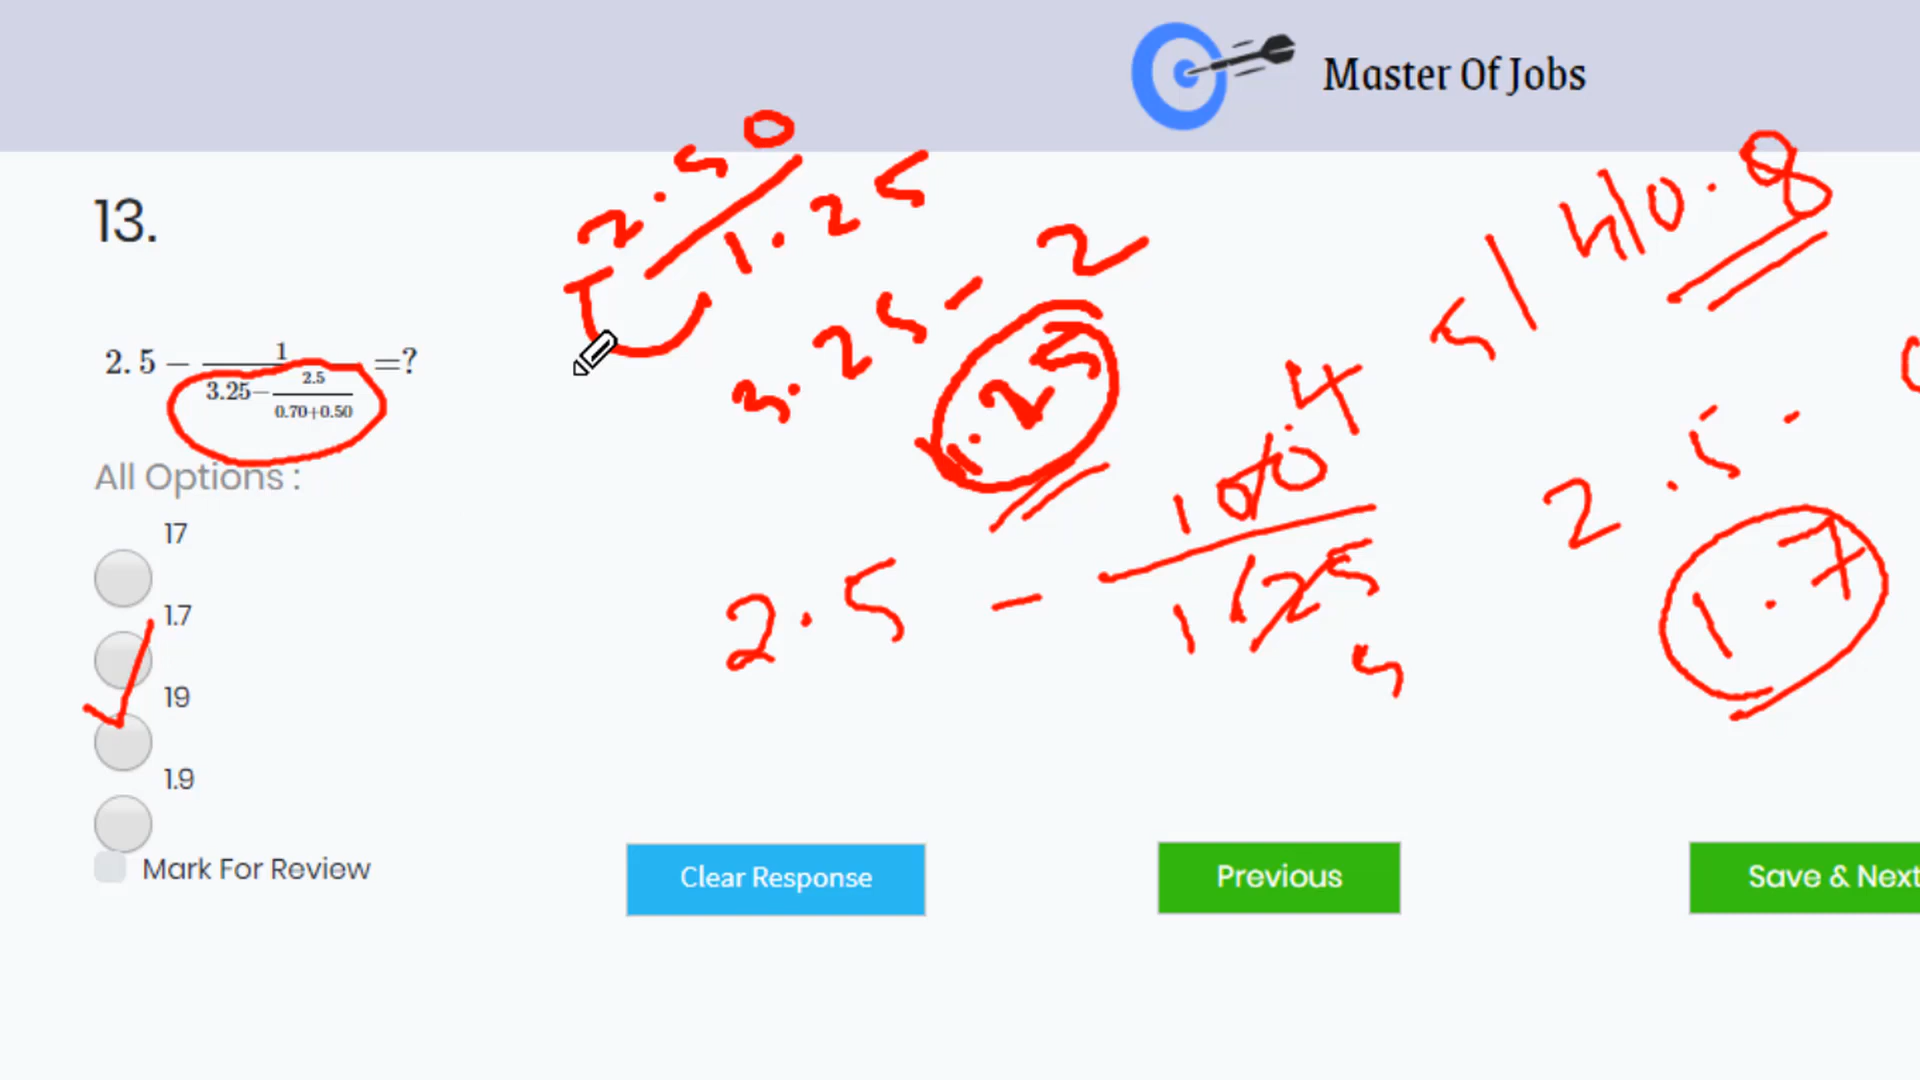 Master Of Jobs
13.
2.5 − 1 / (3.25 − 2.5 / (0.70+0.50)) =?
All Options :
17
1.7
19
1.9
Mark For Review
Clear Response
Previous
Save & Next
2.50 / 1.25
3.25 - 2
1.25
2.5 - 100 / 125
4
5
5 | 40.8
2.5 -
1.7